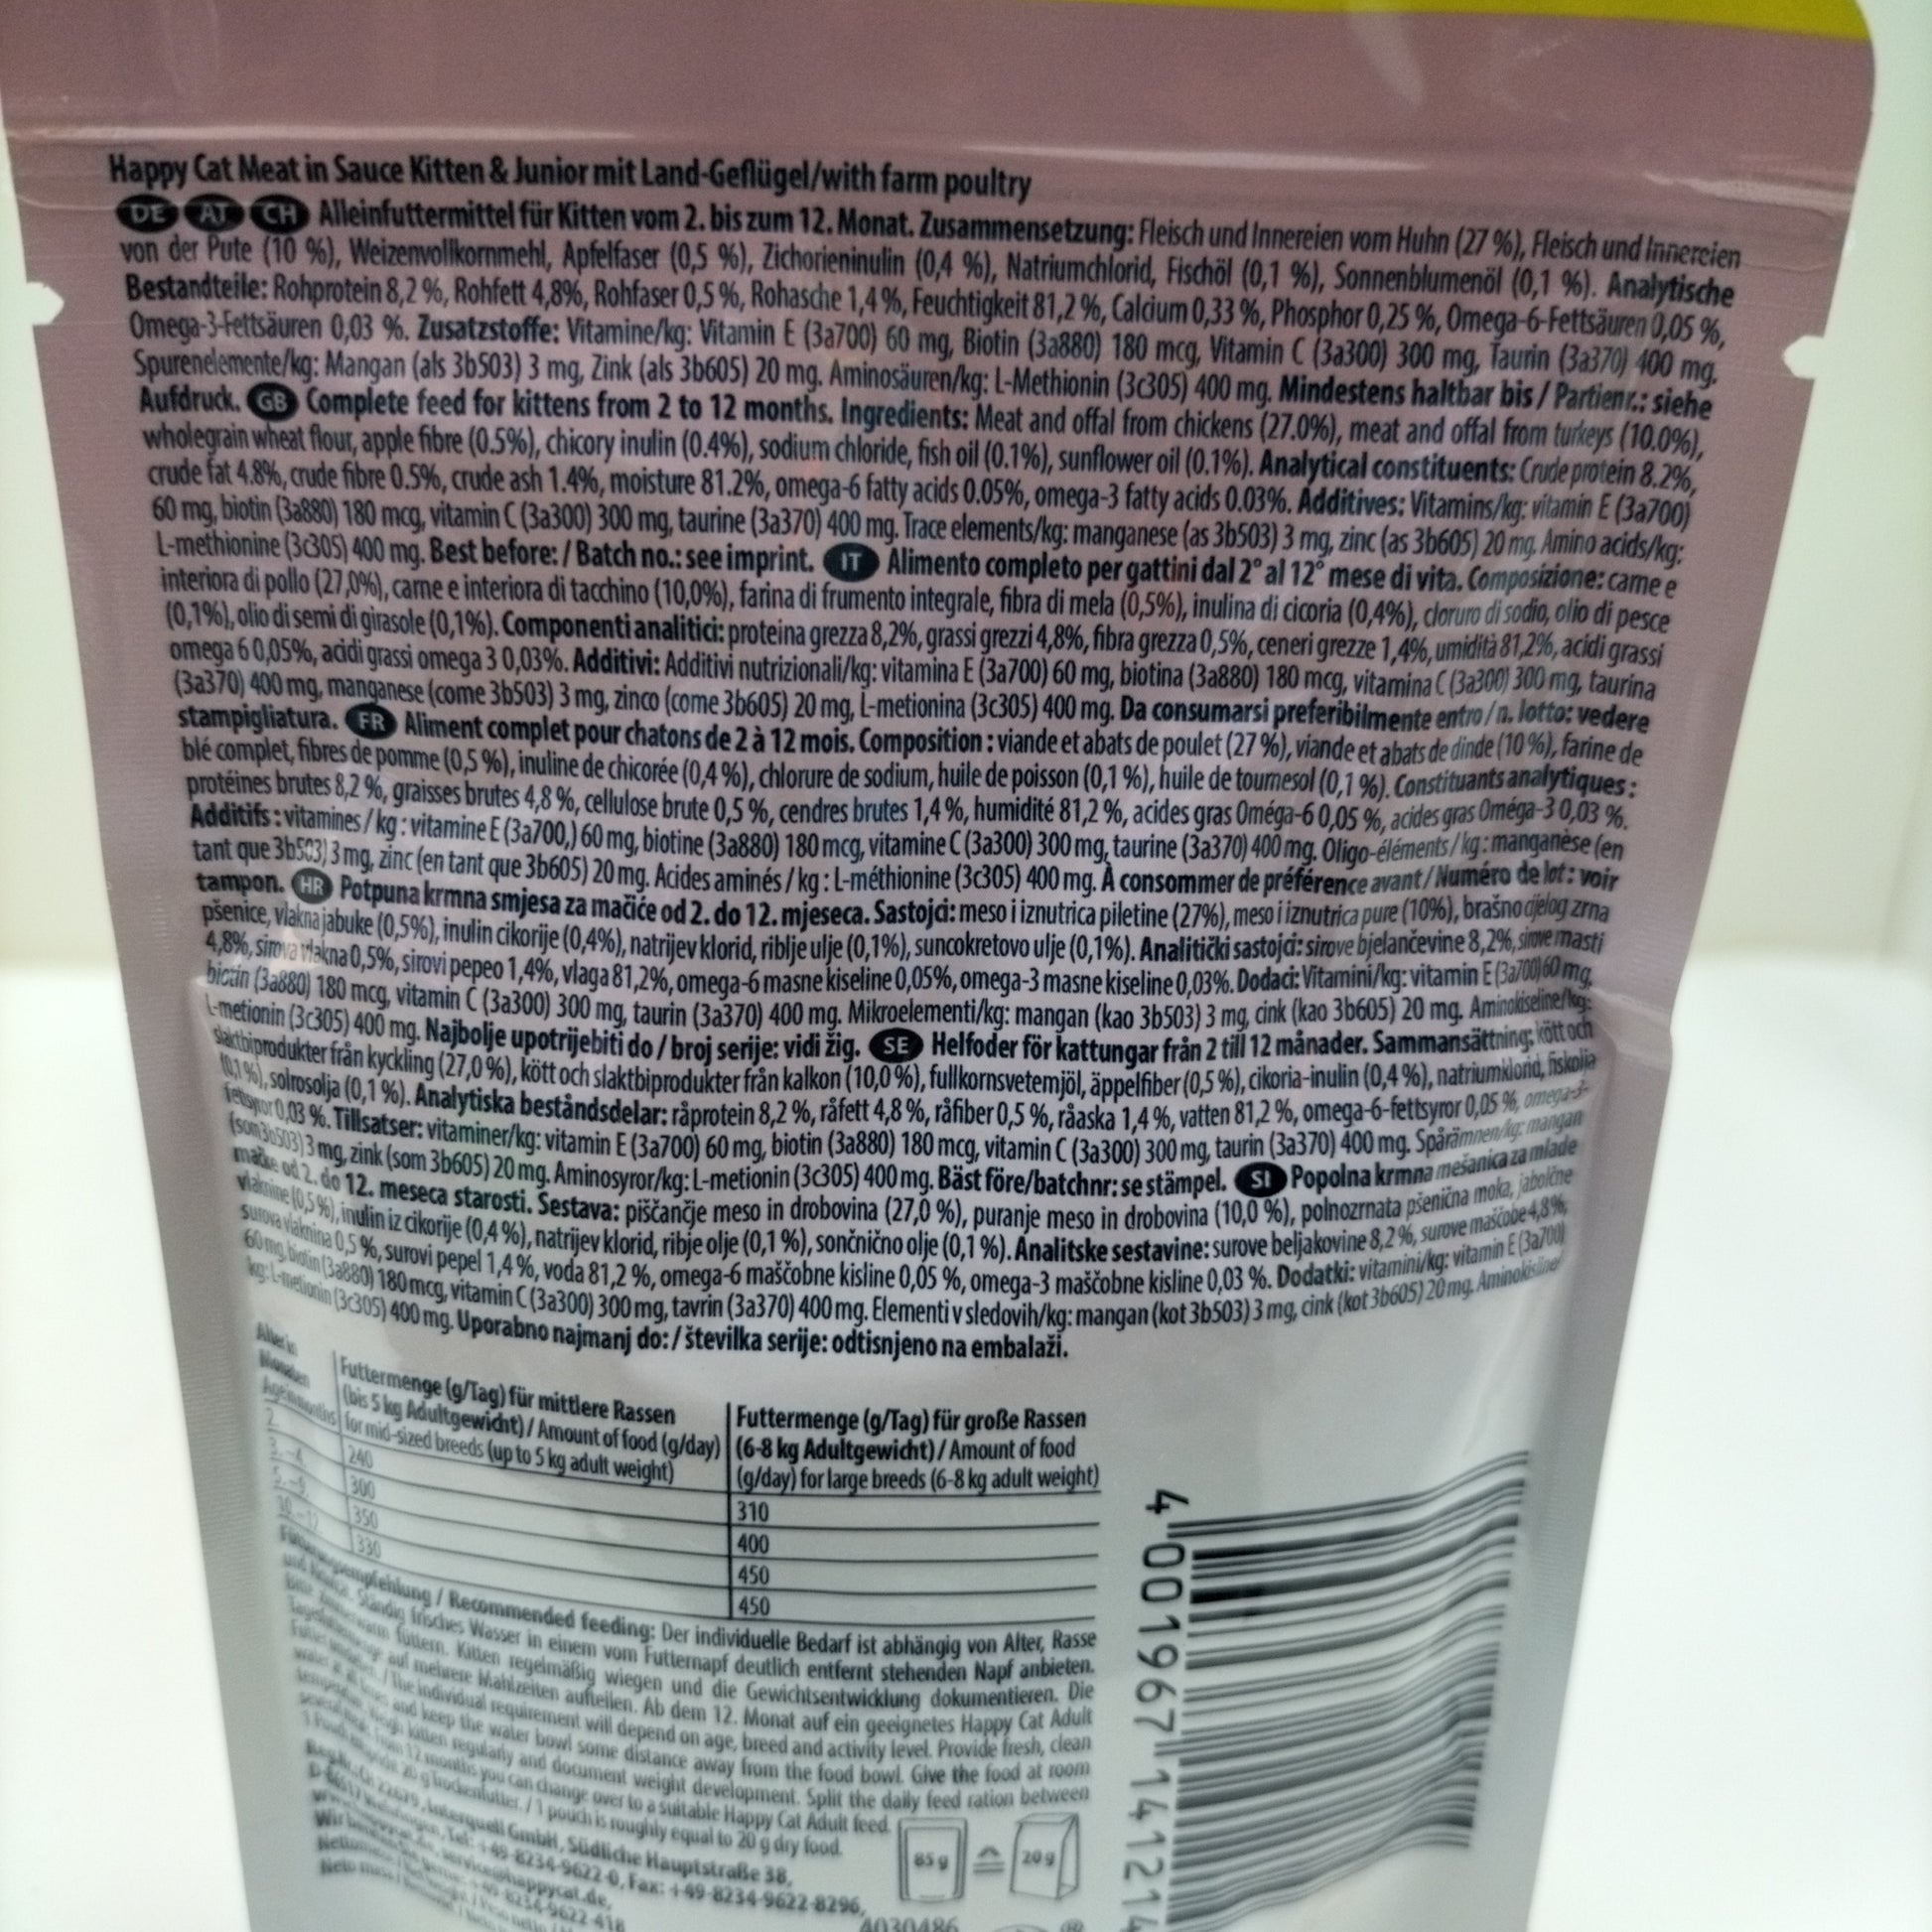 Happy Cat Meat in Sauce Kitten & Junior mit Land-Geflügel/with farm poultry
DE AT CH Alleinfuttermittel für Kitten vom 2. bis zum 12. Monat. Zusammensetzung: Fleisch und Innereien vom Huhn (27 %), Fleisch und Innereien
von der Pute (10 %), Weizenvollkornmehl, Apfelfaser (0,5 %), Zichorieninulin (0,4 %), Natriumchlorid, Fischöl (0,1 %), Sonnenblumenöl (0,1 %). Analytische
Bestandteile: Rohprotein 8,2 %, Rohfett 4,8%, Rohfaser 0,5 %, Rohasche 1,4 %, Feuchtigkeit 81,2 %, Calcium 0,33 %, Phosphor 0,25 %, Omega-6-Fettsäuren 0,05 %,
Omega-3-Fettsäuren 0,03 %. Zusatzstoffe: Vitamine/kg: Vitamin E (3a700) 60 mg, Biotin (3a880) 180 mcg, Vitamin C (3a300) 300 mg, Taurin (3a370) 400 mg.
Spurenelemente/kg: Mangan (als 3b503) 3 mg, Zink (als 3b605) 20 mg. Aminosäuren/kg: L-Methionin (3c305) 400 mg. Mindestens haltbar bis / Partienr.: siehe
Aufdruck. GB Complete feed for kittens from 2 to 12 months. Ingredients: Meat and offal from chickens (27.0%), meat and offal from turkeys (10.0%),
wholegrain wheat flour, apple fibre (0.5%), chicory inulin (0.4%), sodium chloride, fish oil (0.1%), sunflower oil (0.1%). Analytical constituents: Crude protein 8.2%,
crude fat 4.8%, crude fibre 0.5%, crude ash 1.4%, moisture 81.2%, omega-6 fatty acids 0.05%, omega-3 fatty acids 0.03%. Additives: Vitamins/kg: vitamin E (3a700)
60 mg, biotin (3a880) 180 mcg, vitamin C (3a300) 300 mg, taurine (3a370) 400 mg. Trace elements/kg: manganese (as 3b503) 3 mg, zinc (as 3b605) 20 mg. Amino acids/kg:
L-methionine (3c305) 400 mg. Best before: / Batch no.: see imprint. IT Alimento completo per gattini dal 2° al 12° mese di vita. Composizione: carne e
interiora di pollo (27,0%), carne e interiora di tacchino (10,0%), farina di frumento integrale, fibra di mela (0,5%), inulina di cicoria (0,4%), cloruro di sodio, olio di pesce
(0,1%), olio di semi di girasole (0,1%). Componenti analitici: proteina grezza 8,2%, grassi grezzi 4,8%, fibra grezza 0,5%, ceneri grezze 1,4%, umidità 81,2%, acidi grassi
omega 6 0,05%, acidi grassi omega 3 0,03%. Additivi: Additivi nutrizionali/kg: vitamina E (3a700) 60 mg, biotina (3a880) 180 mcg, vitamina C (3a300) 300 mg, taurina
(3a370) 400 mg, manganese (come 3b503) 3 mg, zinco (come 3b605) 20 mg, L-metionina (3c305) 400 mg. Da consumarsi preferibilmente entro / n. lotto: vedere
stampigliatura. FR Aliment complet pour chatons de 2 à 12 mois. Composition : viande et abats de poulet (27 %), viande et abats de dinde (10 %), farine de
blé complet, fibres de pomme (0,5 %), inuline de chicorée (0,4 %), chlorure de sodium, huile de poisson (0,1 %), huile de tournesol (0,1 %). Constituants analytiques :
protéines brutes 8,2 %, graisses brutes 4,8 %, cellulose brute 0,5 %, cendres brutes 1,4 %, humidité 81,2 %, acides gras Oméga-6 0,05 %, acides gras Oméga-3 0,03 %.
Additifs : vitamines / kg : vitamine E (3a700,) 60 mg, biotine (3a880) 180 mcg, vitamine C (3a300) 300 mg, taurine (3a370) 400 mg. Oligo-éléments / kg : manganèse (en
tant que 3b503) 3 mg, zinc (en tant que 3b605) 20 mg. Acides aminés / kg : L-méthionine (3c305) 400 mg. À consommer de préférence avant / Numéro de lot : voir
tampon. HR Potpuna krmna smjesa za mačiće od 2. do 12. mjeseca. Sastojci: meso i iznutrica piletine (27%), meso i iznutrica pure (10%), brašno cijelog zrna
pšenice, vlakna jabuke (0,5%), inulin cikorije (0,4%), natrijev klorid, riblje ulje (0,1%), suncokretovo ulje (0,1%). Analitički sastojci: sirove bjelančevine 8,2%, sirove masti
4,8%, sirova vlakna 0,5%, sirovi pepeo 1,4%, vlaga 81,2%, omega-6 masne kiseline 0,05%, omega-3 masne kiseline 0,03%. Dodaci: Vitamini/kg: vitamin E (3a700) 60 mg,
biotin (3a880) 180 mcg, vitamin C (3a300) 300 mg, taurin (3a370) 400 mg. Mikroelementi/kg: mangan (kao 3b503) 3 mg, cink (kao 3b605) 20 mg. Aminokiseline/kg:
L-metionin (3c305) 400 mg. Najbolje upotrijebiti do / broj serije: vidi žig. SE Helfoder för kattungar från 2 till 12 månader. Sammansättning: kött och
slaktbiprodukter från kyckling (27,0 %), kött och slaktbiprodukter från kalkon (10,0 %), fullkornsvetemjöl, äppelfiber (0,5 %), cikoria-inulin (0,4 %), natriumklorid, fiskolja
(0,1 %), solrosolja (0,1 %). Analytiska beståndsdelar: råprotein 8,2 %, råfett 4,8 %, råfiber 0,5 %, råaska 1,4 %, vatten 81,2 %, omega-6-fettsyror 0,05 %, omega-3-
fettsyror 0,03 %. Tillsatser: vitaminer/kg: vitamin E (3a700) 60 mg, biotin (3a880) 180 mcg, vitamin C (3a300) 300 mg, taurin (3a370) 400 mg. Spårämnen/kg: mangan
(som 3b503) 3 mg, zink (som 3b605) 20 mg. Aminosyror/kg: L-metionin (3c305) 400 mg. Bäst före/batchnr: se stämpel. SI Popolna krmna mešanica za mlade
mačke od 2. do 12. meseca starosti. Sestava: piščančje meso in drobovina (27,0 %), puranje meso in drobovina (10,0 %), polnozrnata pšenična moka, jabolčne
vlaknine (0,5 %), inulin iz cikorije (0,4 %), natrijev klorid, ribje olje (0,1 %), sončnično olje (0,1 %). Analitske sestavine: surove beljakovine 8,2 %, surove maščobe 4,8%,
surova vlaknina 0,5 %, surovi pepel 1,4 %, voda 81,2 %, omega-6 maščobne kisline 0,05 %, omega-3 maščobne kisline 0,03 %. Dodatki: vitamini/kg: vitamin E (3a700)
60 mg, biotin (3a880) 180 mcg, vitamin C (3a300) 300 mg, tavrin (3a370) 400 mg. Elementi v sledovih/kg: mangan (kot 3b503) 3 mg, cink (kot 3b605) 20 mg. Aminokisline/
kg: L-metionin (3c305) 400 mg. Uporabno najmanj do: / številka serije: odtisnjeno na embalaži.
Alter in Monaten Age in months
Futtermenge (g/Tag) für mittlere Rassen
(bis 5 kg Adultgewicht) / Amount of food (g/day)
for mid-sized breeds (up to 5 kg adult weight)
Futtermenge (g/Tag) für große Rassen
(6-8 kg Adultgewicht) / Amount of food
(g/day) for large breeds (6-8 kg adult weight)
2. 240 310
3.-4. 300 400
5.-9. 350 450
10.-12. 330 450
Fütterungsempfehlung / Recommended feeding: Der individuelle Bedarf ist abhängig von Alter, Rasse
und Aktivität. Ständig frisches Wasser in einem vom Futternapf deutlich entfernt stehenden Napf anbieten.
Bitte zimmerwarm füttern. Kitten regelmäßig wiegen und die Gewichtsentwicklung dokumentieren. Die
Tagesfuttermenge auf mehrere Mahlzeiten aufteilen. Ab dem 12. Monat auf ein geeignetes Happy Cat Adult
Futter umstellen. / The individual requirement will depend on age, breed and activity level. Provide fresh, clean
water at all times and keep the water bowl some distance away from the food bowl. Give the food at room
temperature. Weigh kitten regularly and document weight development. Split the daily feed ration between
several meals. From 12 months you can change over to a suitable Happy Cat Adult feed.
20 g Trockenfutter. / 1 pouch is roughly equal to 20 g dry food.
22679, Interquell GmbH, Südliche Hauptstraße 38,
Tel: +49-8234-9622-0, Fax: +49-8234-9622-8296,
service@happycat.de,
+49-8234-9622-418
85 g ≙ 20 g
4030486
4 001967 141214